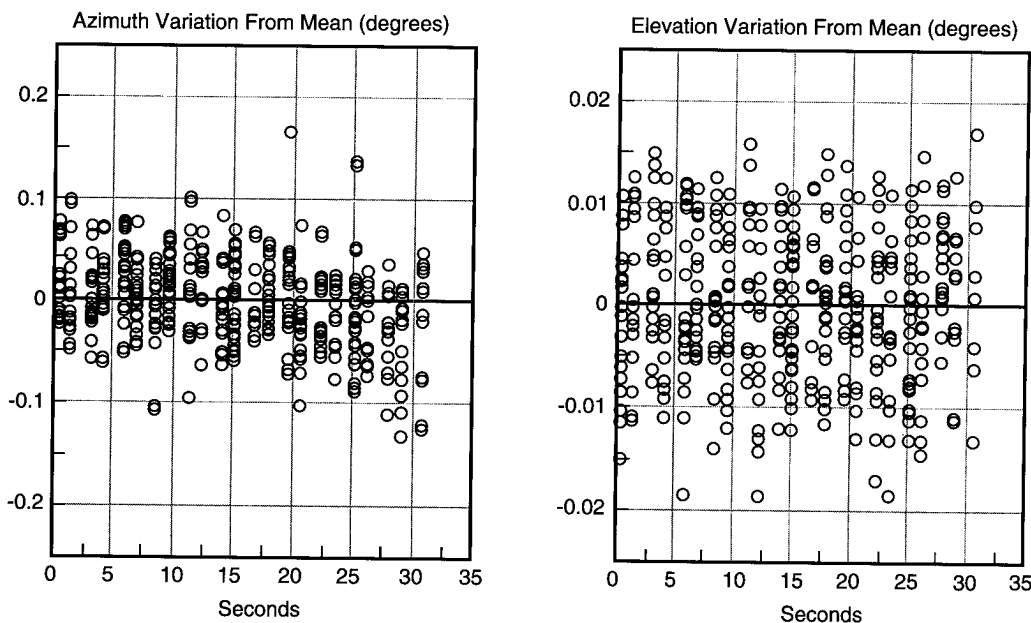 Azimuth Variation From Mean (degrees)
0.2
0.1
0
-0.1
-0.2
0 5 10 15 20 25 30 35
Seconds
Elevation Variation From Mean (degrees)
0.02
0.01
0
-0.01
-0.02
0 5 10 15 20 25 30 35
Seconds